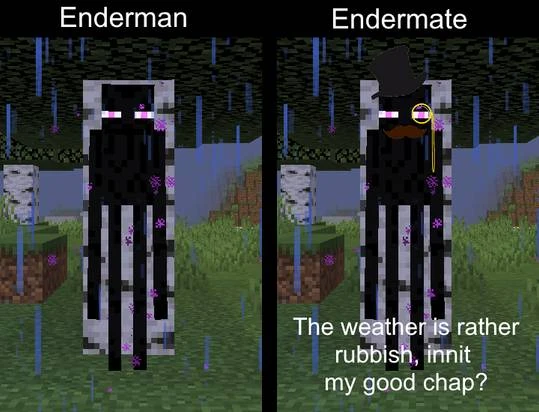 Enderman
Endermate
The weather is rather
rubbish, innit
my good chap?